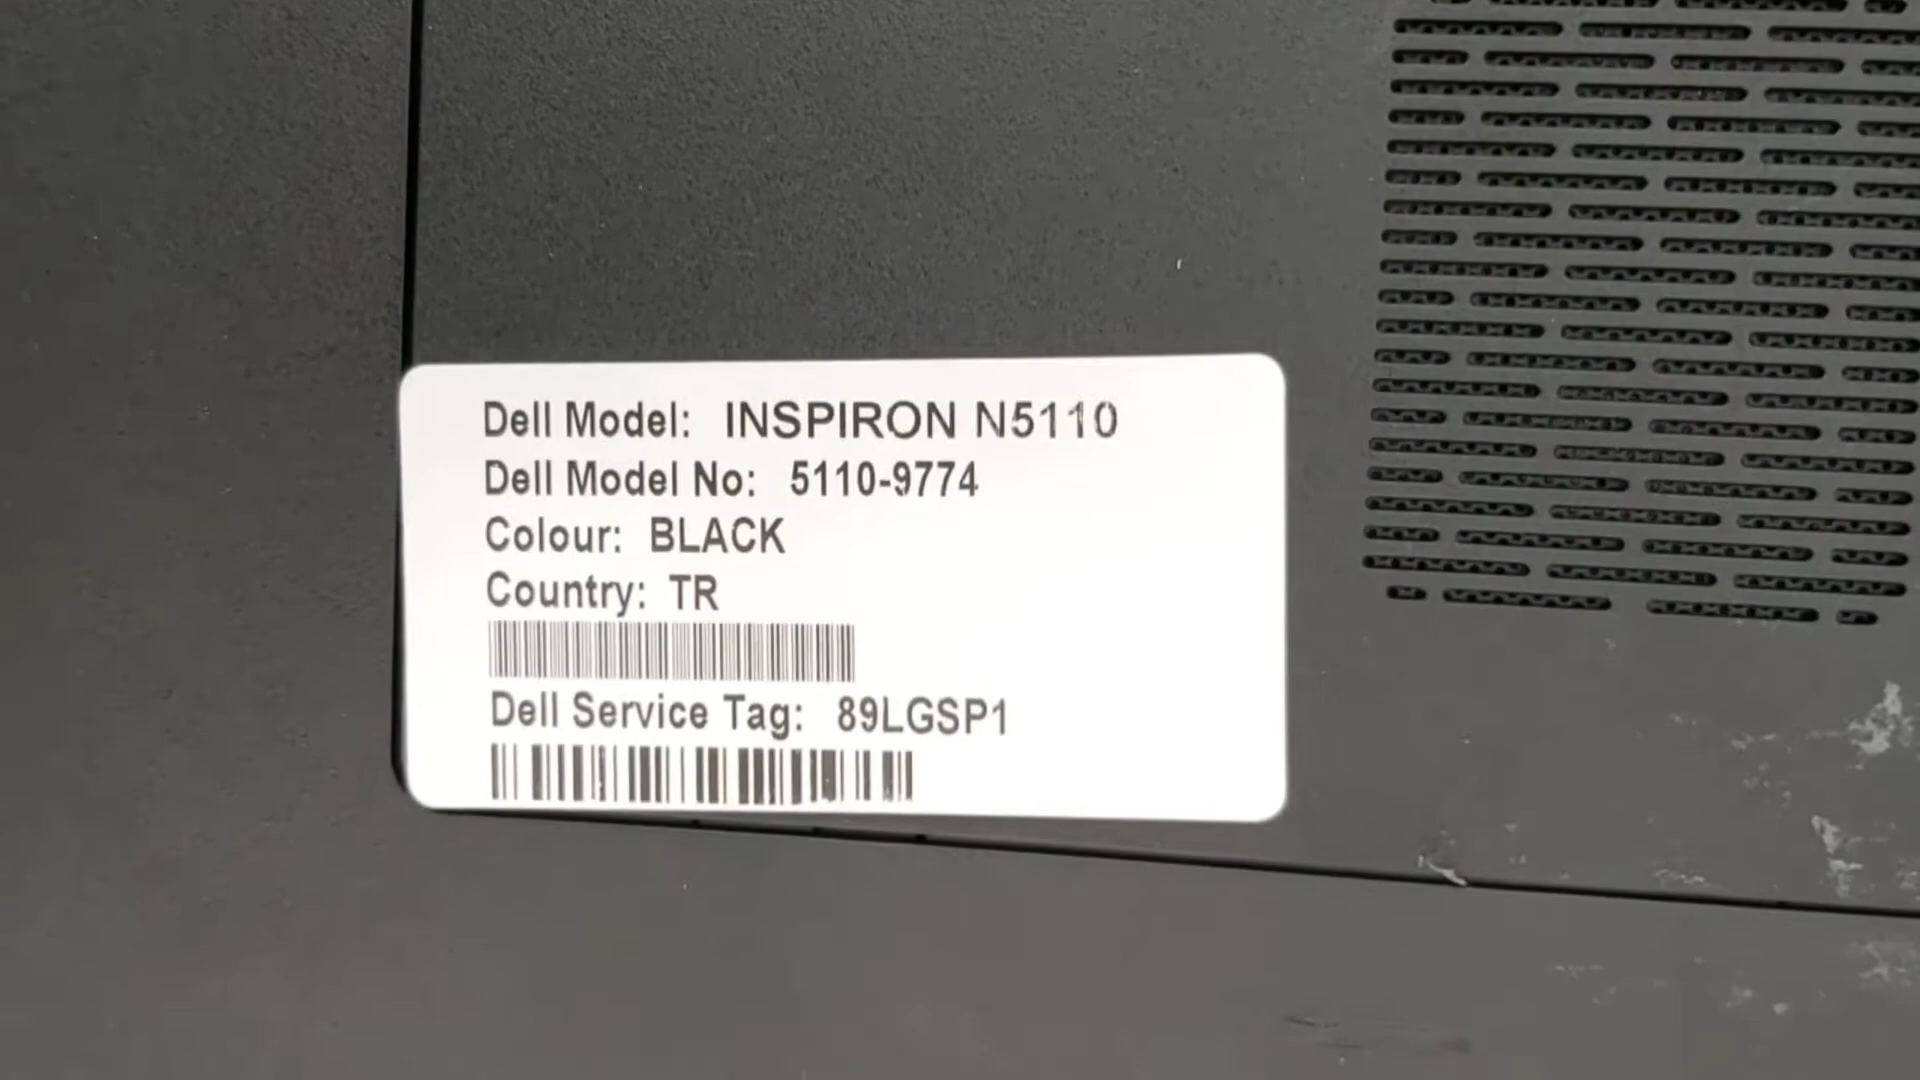 Dell Model: INSPIRON N5110
Dell Model No: 5110-9774
Colour: BLACK
Country: TR
Dell Service Tag: 89LGSP1